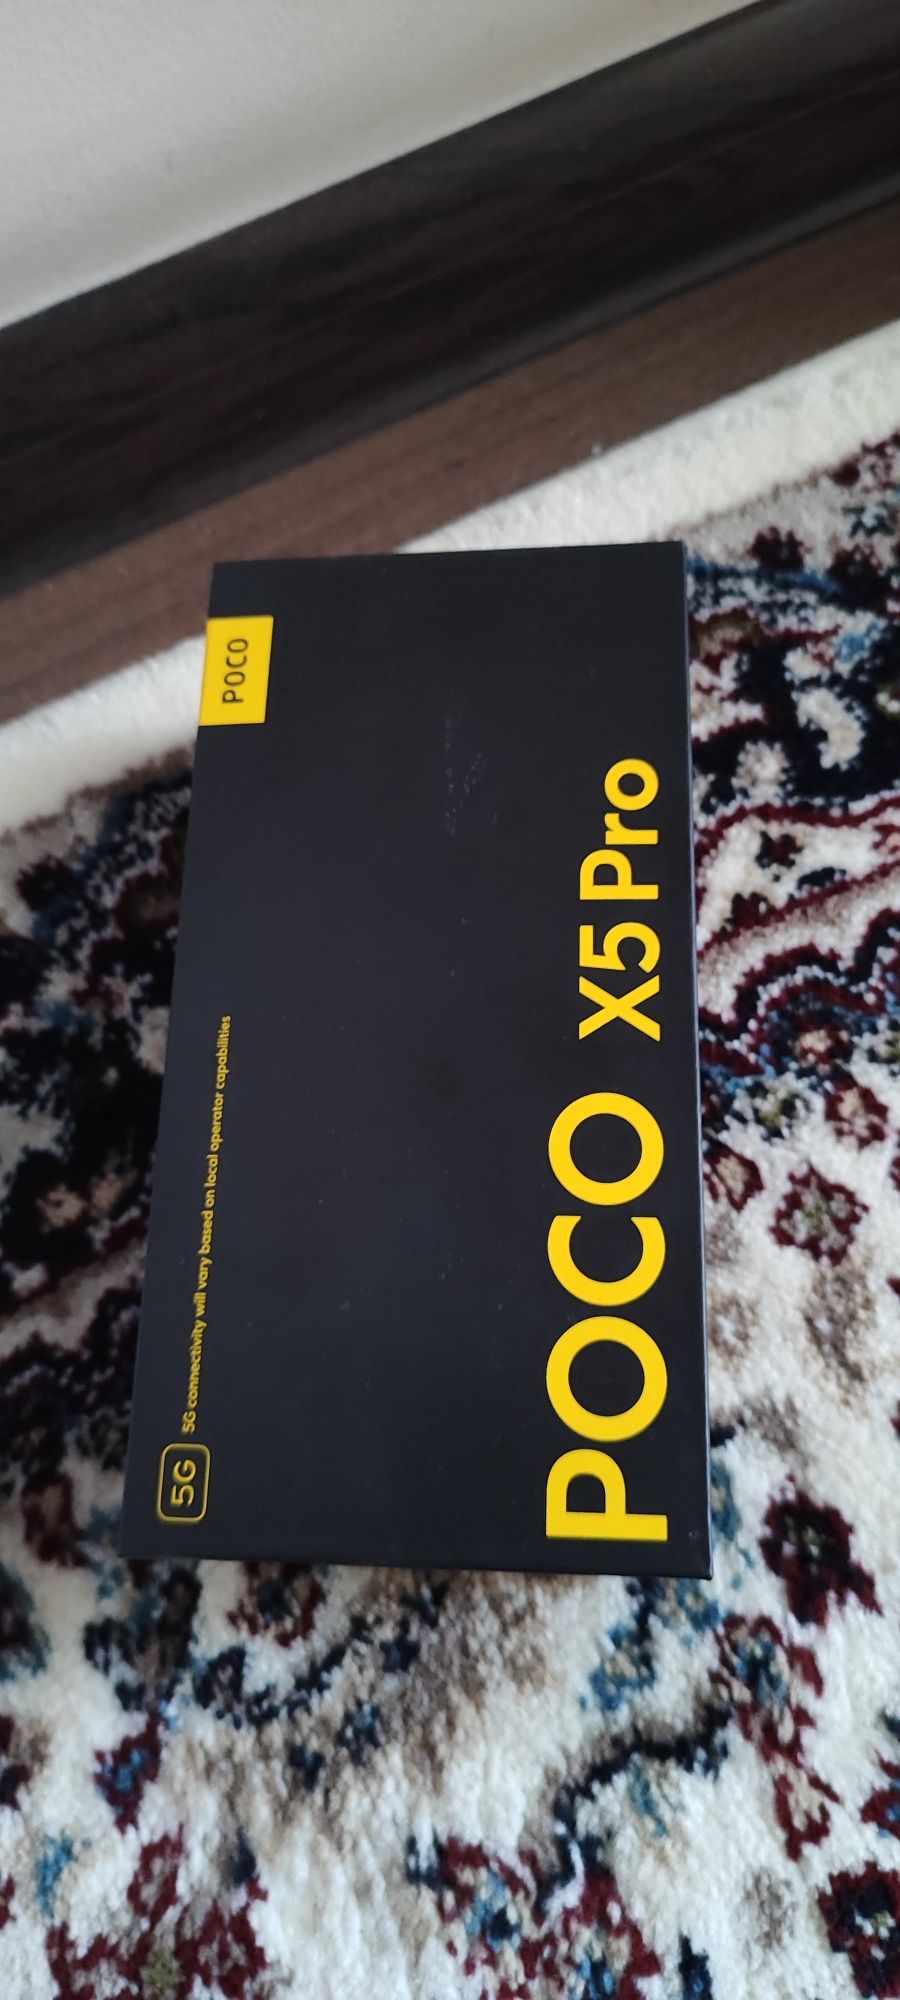 POCO
5G 5G connectivity will vary based on local operator capabilities
POCO X5 Pro